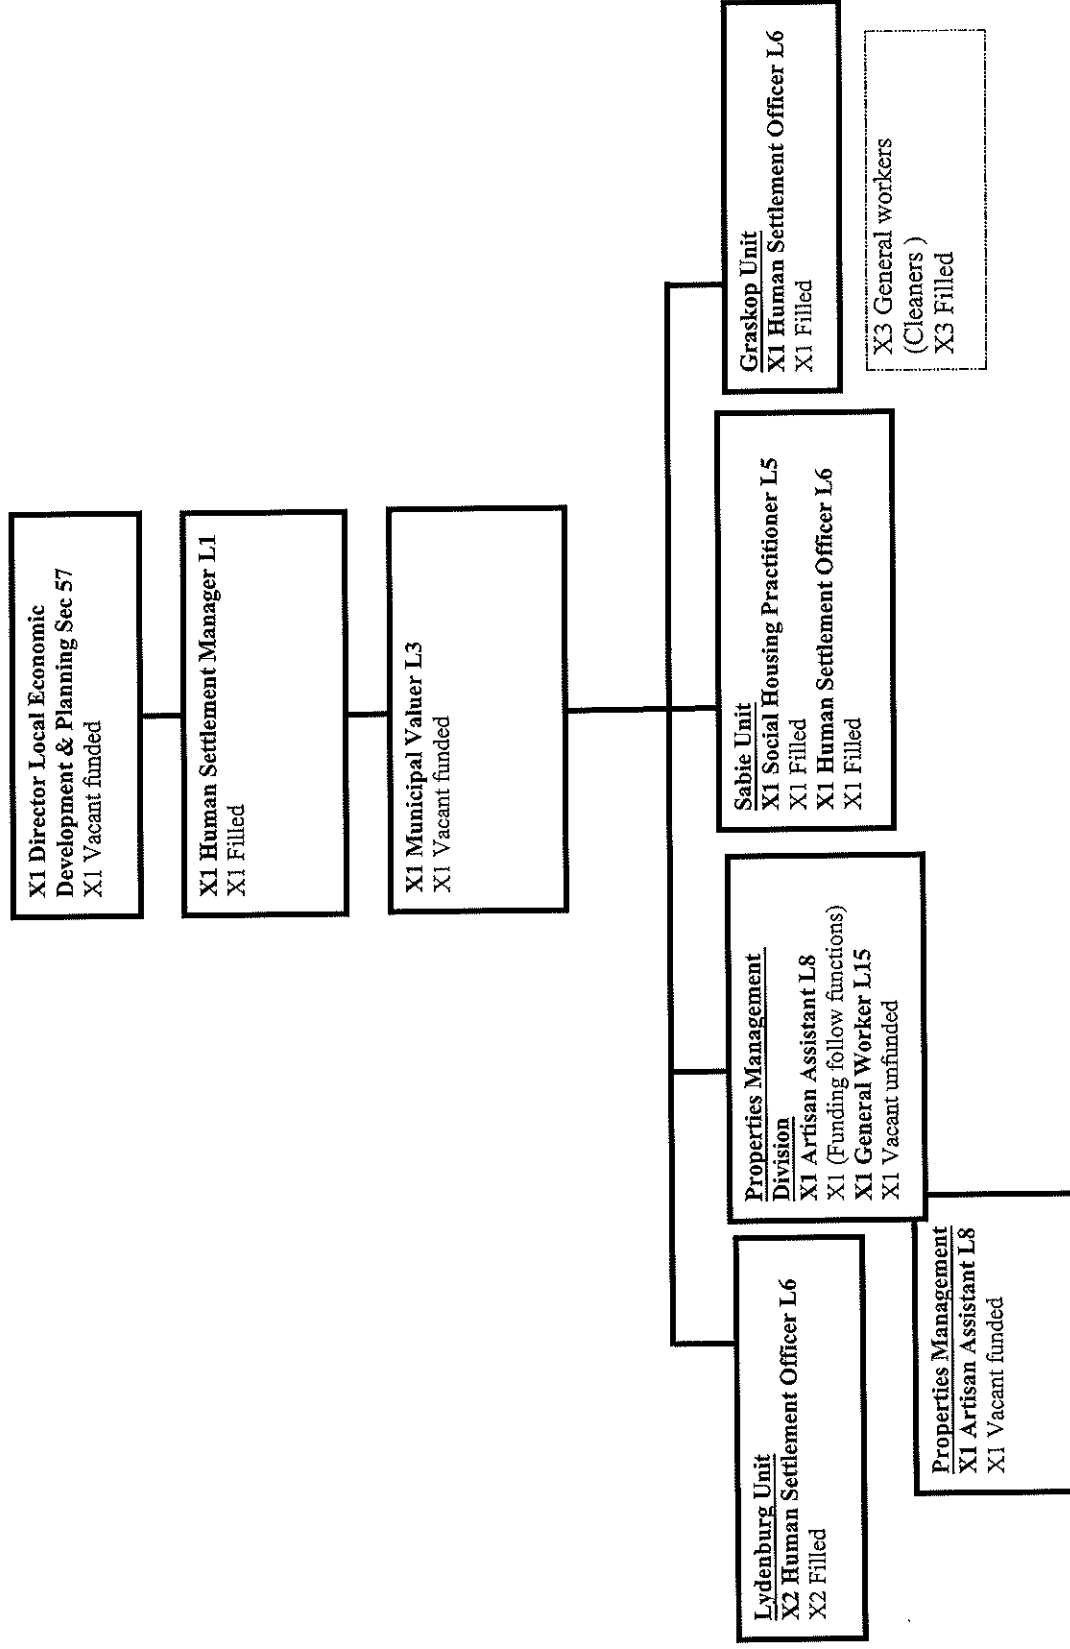 X1 Director Local Economic
Development & Planning Sec 57
X1 Vacant funded
X1 Human Settlement Manager L1
X1 Filled
X1 Municipal Valuer L3
X1 Vacant funded
Lydenburg Unit
X2 Human Settlement Officer L6
X2 Filled
Properties Management
Division
X1 Artisan Assistant L8
X1 (Funding follow functions)
X1 General Worker L15
X1 Vacant unfunded
Sabie Unit
X1 Social Housing Practitioner L5
X1 Filled
X1 Human Settlement Officer L6
X1 Filled
Graskop Unit
X1 Human Settlement Officer L6
X1 Filled
Properties Management
X1 Artisan Assistant L8
X1 Vacant funded
X3 General workers
(Cleaners )
X3 Filled